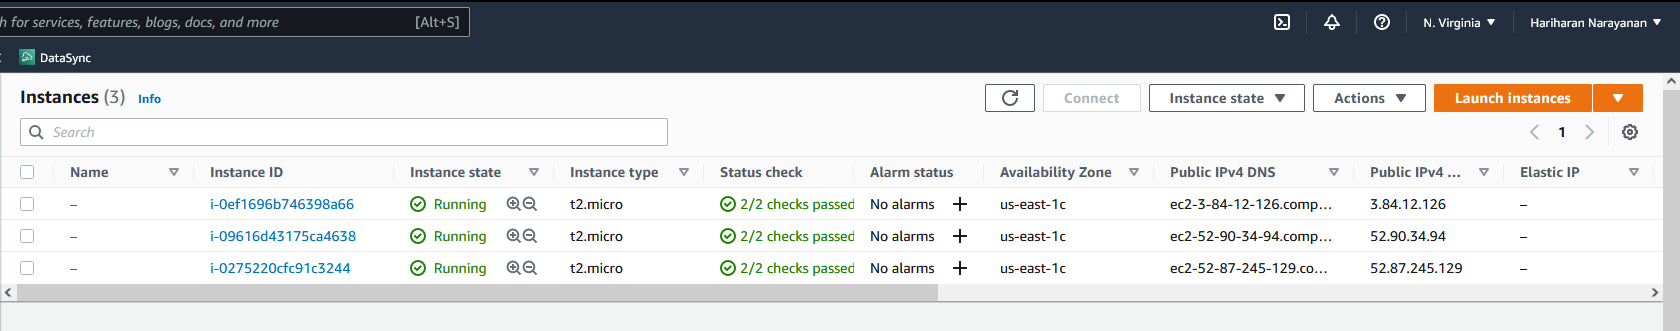 h for services, features, blogs, docs, and more [Alt+S] N. Virginia Hariharan Narayanan
DataSync
Instances (3) Info Connect Instance state Actions Launch instances
Search 1
Name Instance ID Instance state Instance type Status check Alarm status Availability Zone Public IPv4 DNS Public IPv4 ... Elastic IP
– i-0ef1696b746398a66 Running t2.micro 2/2 checks passed No alarms + us-east-1c ec2-3-84-12-126.comp... 3.84.12.126 –
– i-09616d43175ca4638 Running t2.micro 2/2 checks passed No alarms + us-east-1c ec2-52-90-34-94.comp... 52.90.34.94 –
– i-0275220cfc91c3244 Running t2.micro 2/2 checks passed No alarms + us-east-1c ec2-52-87-245-129.co... 52.87.245.129 –